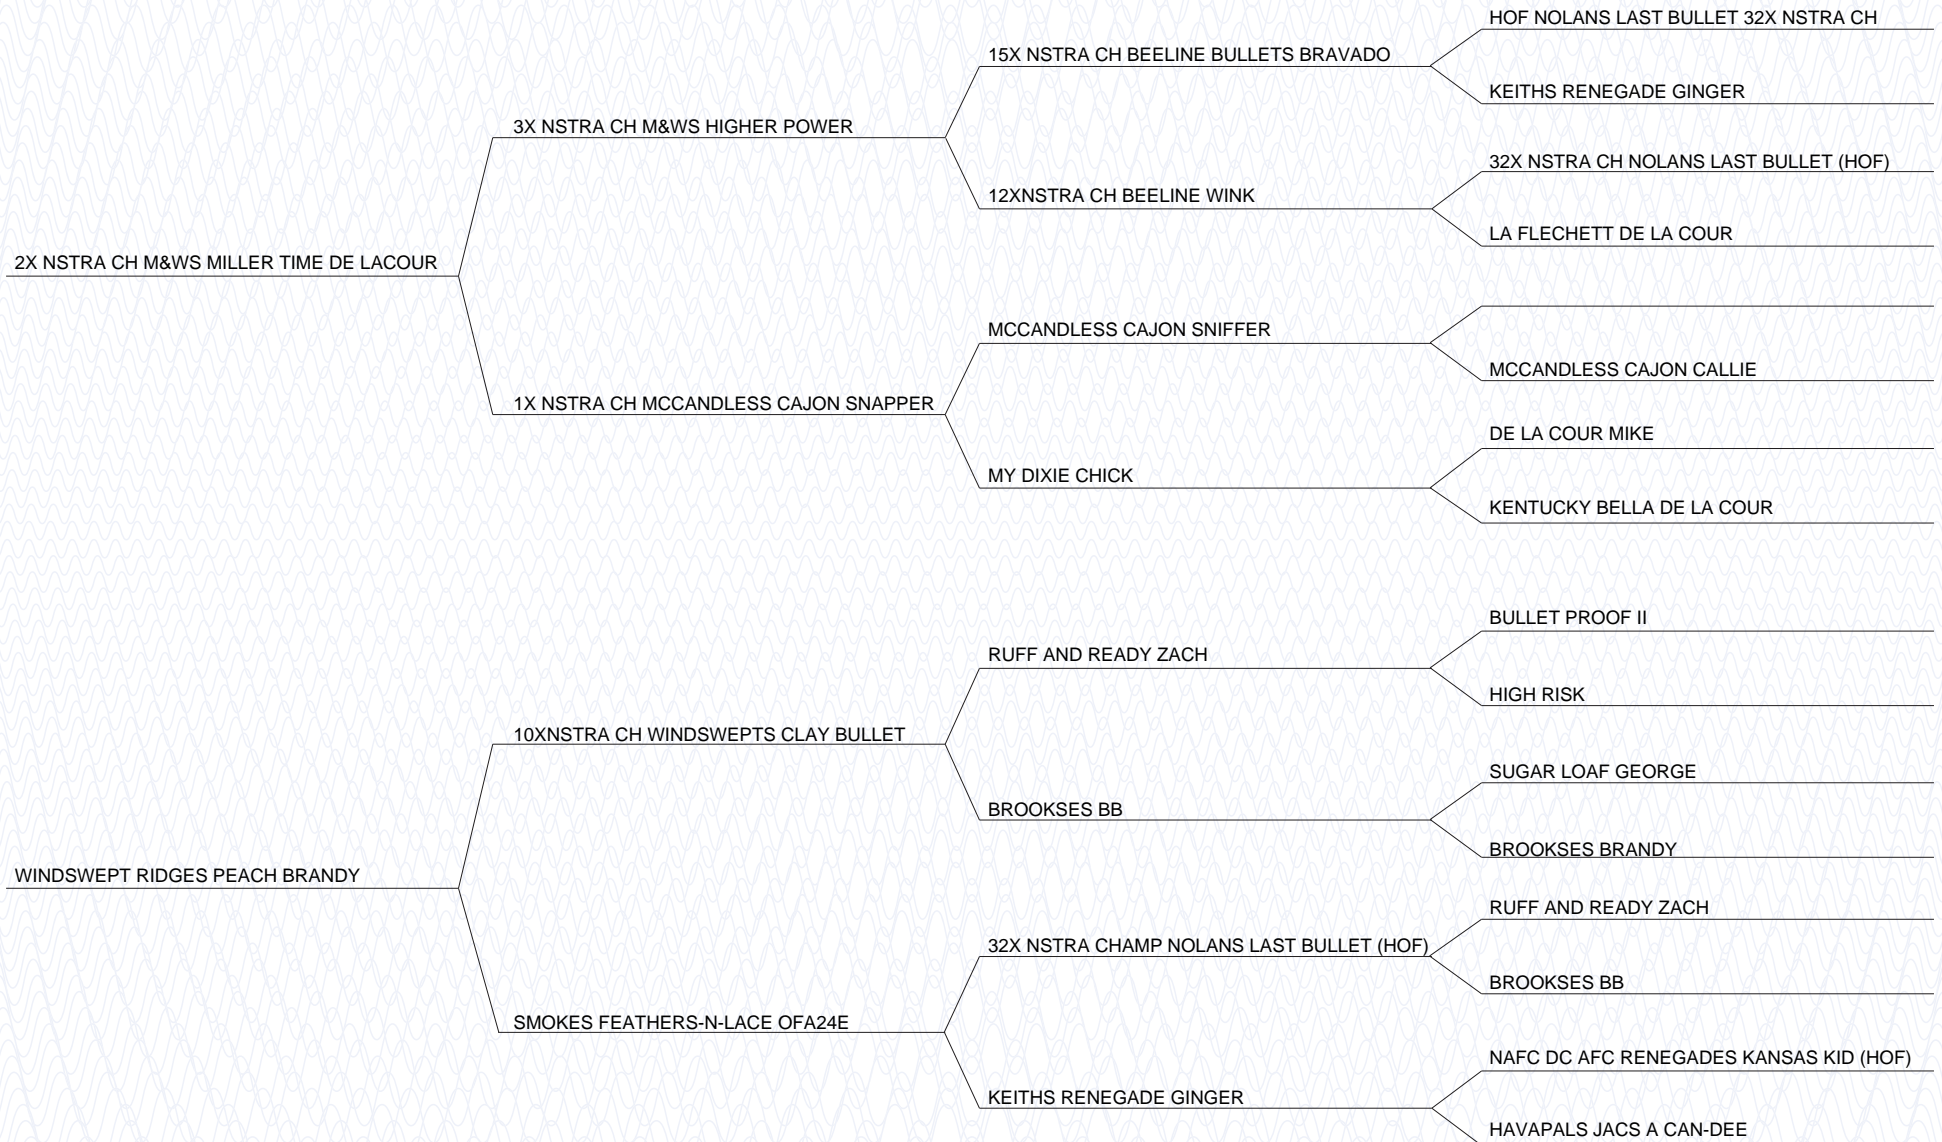 HOF NOLANS LAST BULLET 32X NSTRA CH
15X NSTRA CH BEELINE BULLETS BRAVADO
KEITHS RENEGADE GINGER
3X NSTRA CH M&WS HIGHER POWER
32X NSTRA CH NOLANS LAST BULLET (HOF)
12XNSTRA CH BEELINE WINK
LA FLECHETT DE LA COUR
2X NSTRA CH M&WS MILLER TIME DE LACOUR
MCCANDLESS CAJON SNIFFER
MCCANDLESS CAJON CALLIE
1X NSTRA CH MCCANDLESS CAJON SNAPPER
DE LA COUR MIKE
MY DIXIE CHICK
KENTUCKY BELLA DE LA COUR
BULLET PROOF II
RUFF AND READY ZACH
HIGH RISK
10XNSTRA CH WINDSWEPTS CLAY BULLET
SUGAR LOAF GEORGE
BROOKSES BB
BROOKSES BRANDY
WINDSWEPT RIDGES PEACH BRANDY
RUFF AND READY ZACH
32X NSTRA CHAMP NOLANS LAST BULLET (HOF)
BROOKSES BB
SMOKES FEATHERS-N-LACE OFA24E
NAFC DC AFC RENEGADES KANSAS KID (HOF)
KEITHS RENEGADE GINGER
HAVAPALS JACS A CAN-DEE